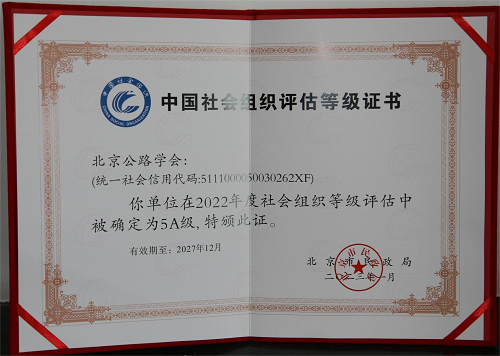 中国社会组织评估等级证书
北京公路学会：
(统一社会信用代码:5111000050030262XF)
你单位在2022年度社会组织等级评估中
被确定为5A级，特颁此证。
有效期至：2027年12月
北京市民政局
二〇二三年一月